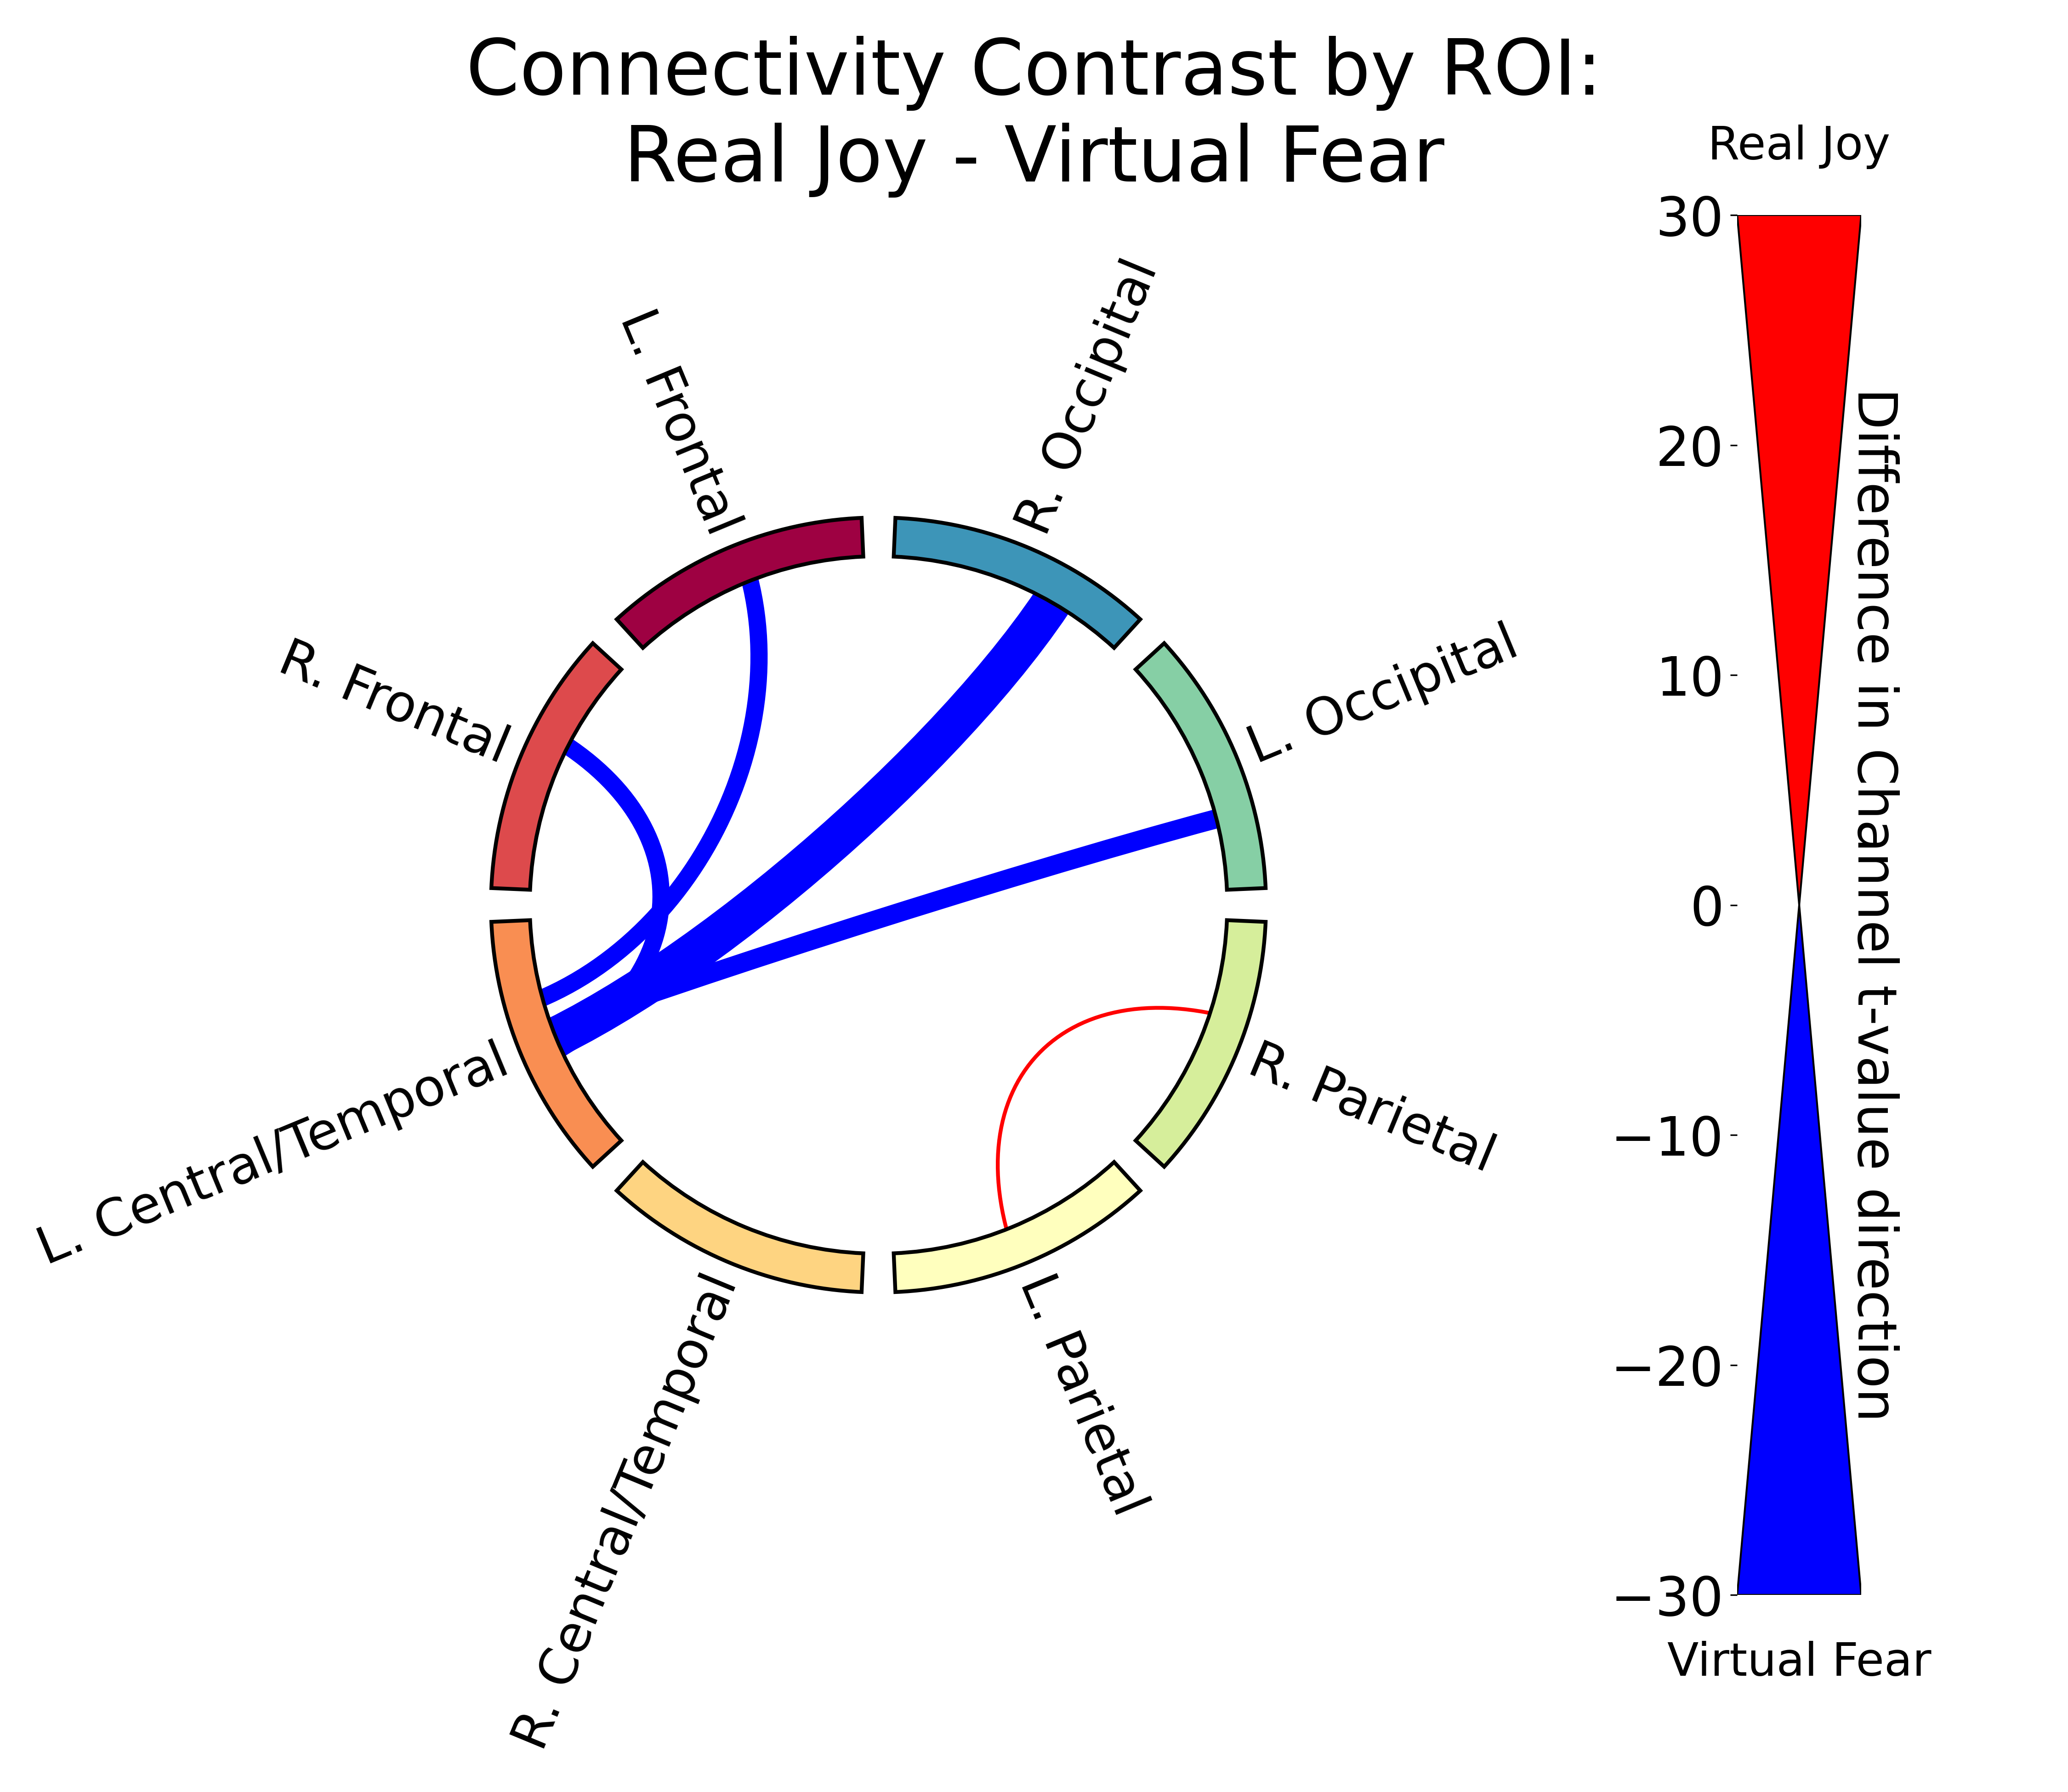 Connectivity Contrast by ROI:
Real Joy - Virtual Fear
Real Joy
30
20
10
0
−10
−20
−30
Virtual Fear
Difference in Channel t-value direction
L. Frontal
R. Occipital
R. Frontal
L. Occipital
L. Central/Temporal
R. Parietal
R. Central/Temporal
L. Parietal